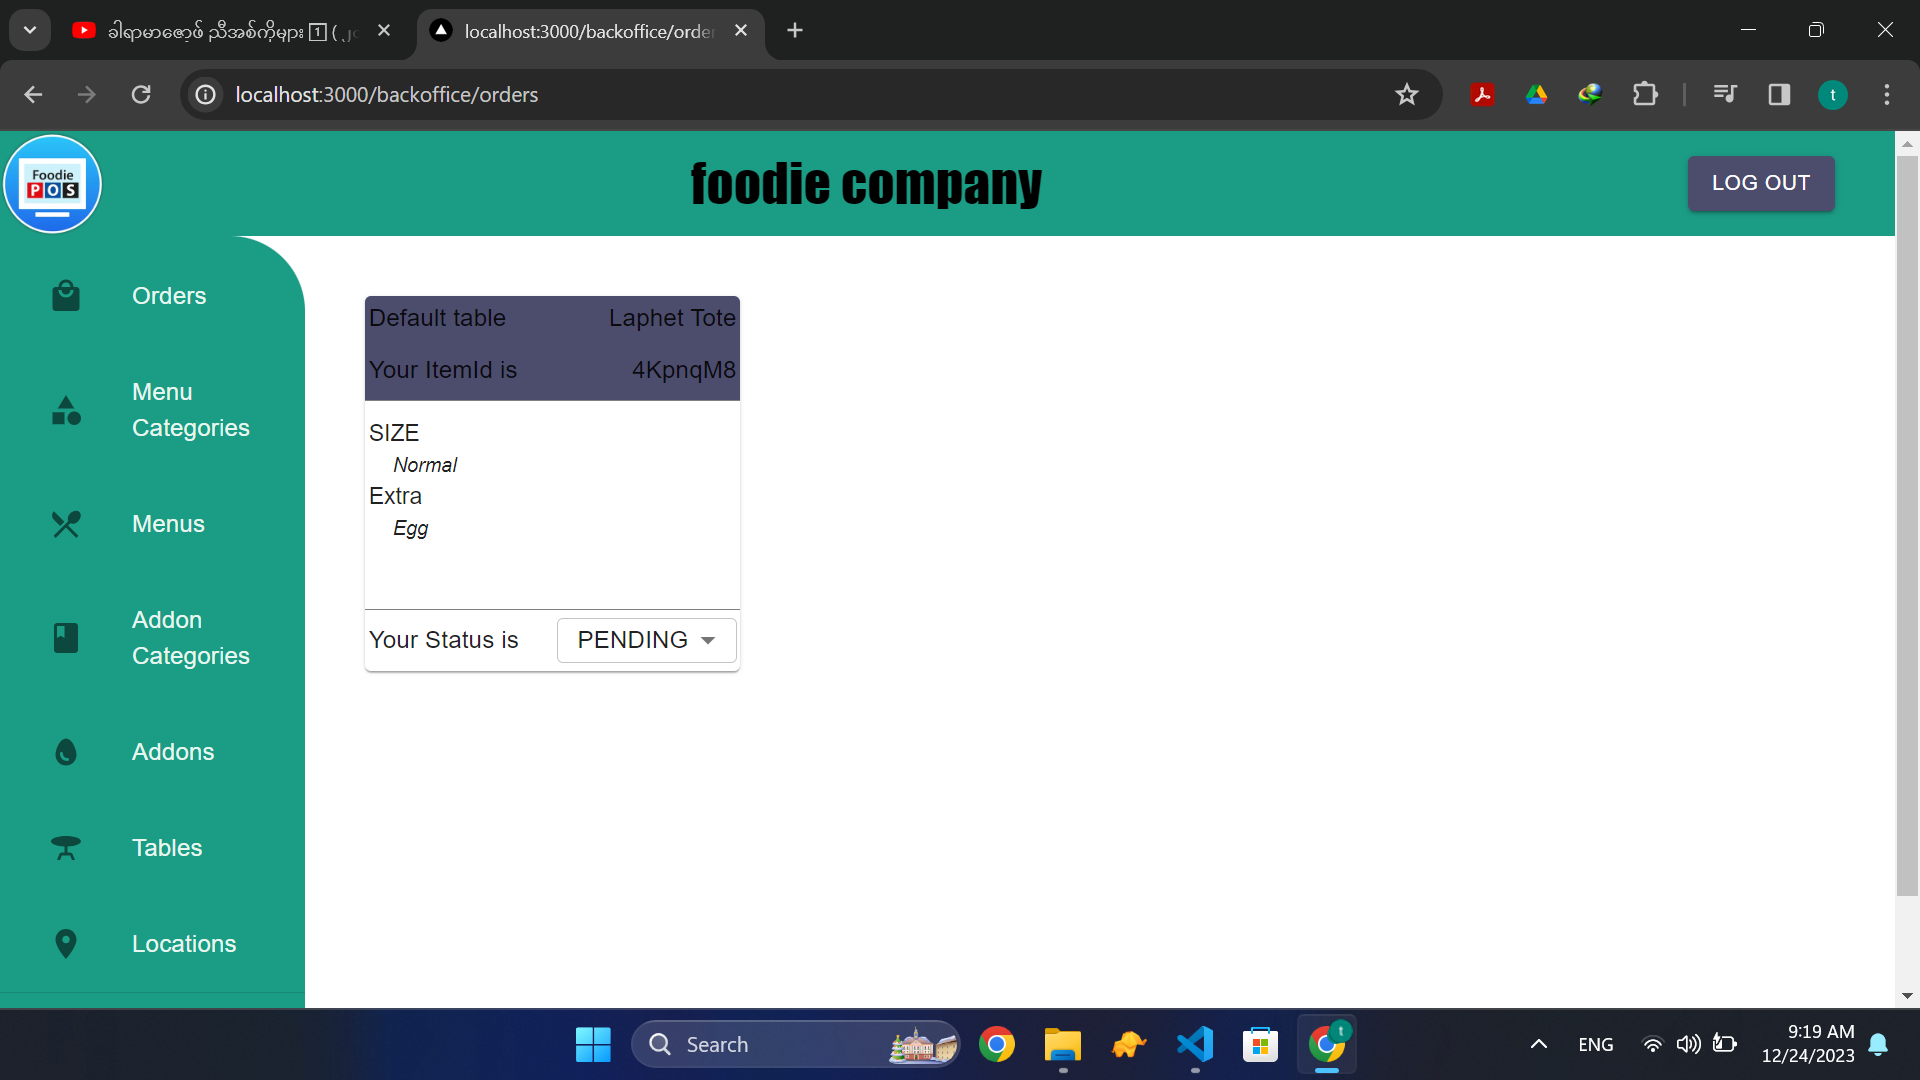 ခါရာမာဇော့ဖ် ညီအစ်ကိုများ 1 (
localhost:3000/backoffice/order
localhost:3000/backoffice/orders
t
Foodie
POS
foodie company
LOG OUT
Orders
Menu
Categories
Menus
Addon
Categories
Addons
Tables
Locations
Default table Laphet Tote
Your ItemId is 4KpnqM8
SIZE
Normal
Extra
Egg
Your Status is PENDING
Search
t
ENG
9:19 AM
12/24/2023